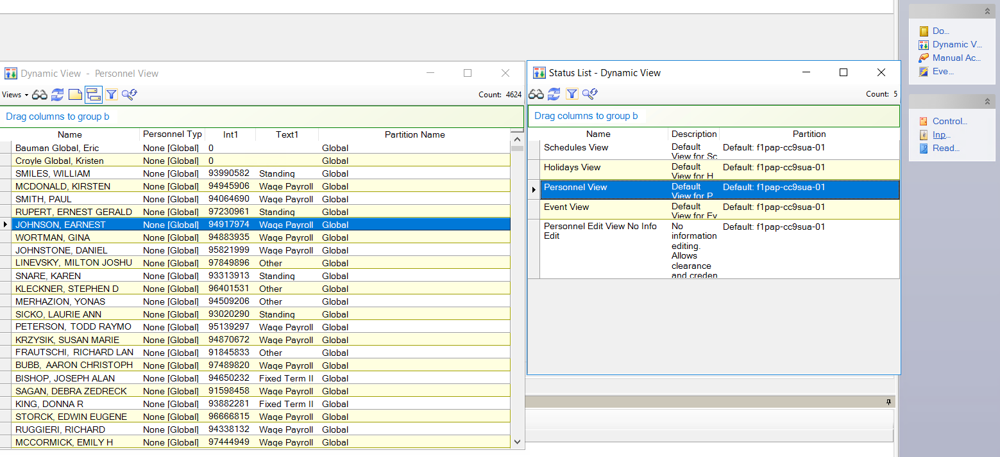 Dynamic View - Personnel View
Views
Count: 4624
Drag columns to group b
Name Personnel Typ Int1 Text1 Partition Name
Bauman Global, Eric None [Global] 0 Global
Croyle Global, Kristen None [Global] 0 Global
SMILES, WILLIAM None [Global] 93990582 Standing Global
MCDONALD, KIRSTEN None [Global] 94945906 Wage Payroll Global
SMITH, PAUL None [Global] 94064690 Wage Payroll Global
RUPERT, ERNEST GERALD None [Global] 97230961 Standing Global
JOHNSON, EARNEST None [Global] 94917974 Wage Payroll Global
WORTMAN, GINA None [Global] 94883935 Wage Payroll Global
JOHNSTONE, DANIEL None [Global] 95821999 Wage Payroll Global
LINEVSKY, MILTON JOSHU None [Global] 97849896 Other Global
SNARE, KAREN None [Global] 93313913 Standing Global
KLECKNER, STEPHEN D None [Global] 96401531 Other Global
MERHAZION, YONAS None [Global] 94509206 Other Global
SICKO, LAURIE ANN None [Global] 93020290 Standing Global
PETERSON, TODD RAYMO None [Global] 95139297 Wage Payroll Global
KRZYSIK, SUSAN MARIE None [Global] 94870672 Wage Payroll Global
FRAUTSCHI, RICHARD LAN None [Global] 91845833 Other Global
BUBB, AARON CHRISTOPH None [Global] 97489820 Wage Payroll Global
BISHOP, JOSEPH ALAN None [Global] 94650232 Fixed Term II Global
SAGAN, DEBRA ZEDRECK None [Global] 91598458 Wage Payroll Global
KING, DONNA R None [Global] 93882281 Fixed Term II Global
STORCK, EDWIN EUGENE None [Global] 96666815 Wage Payroll Global
RUGGIERI, RICHARD None [Global] 94338132 Wage Payroll Global
MCCORMICK, EMILY H None [Global] 97444949 Wage Payroll Global
Status List - Dynamic View
Count: 5
Drag columns to group b
Name Description Partition
Schedules View Default Default: f1pap-cc9sua-01
View for Sc
Holidays View Default Default: f1pap-cc9sua-01
View for H
Personnel View Default Default: f1pap-cc9sua-01
View for P
Event View Default Default: f1pap-cc9sua-01
View for Ev
Personnel Edit View No Info No Default: f1pap-cc9sua-01
Edit information
editing.
Allows
clearance
and creden
Do...
Dynamic V...
Manual Ac...
Eve...
Control...
Inp...
Read...